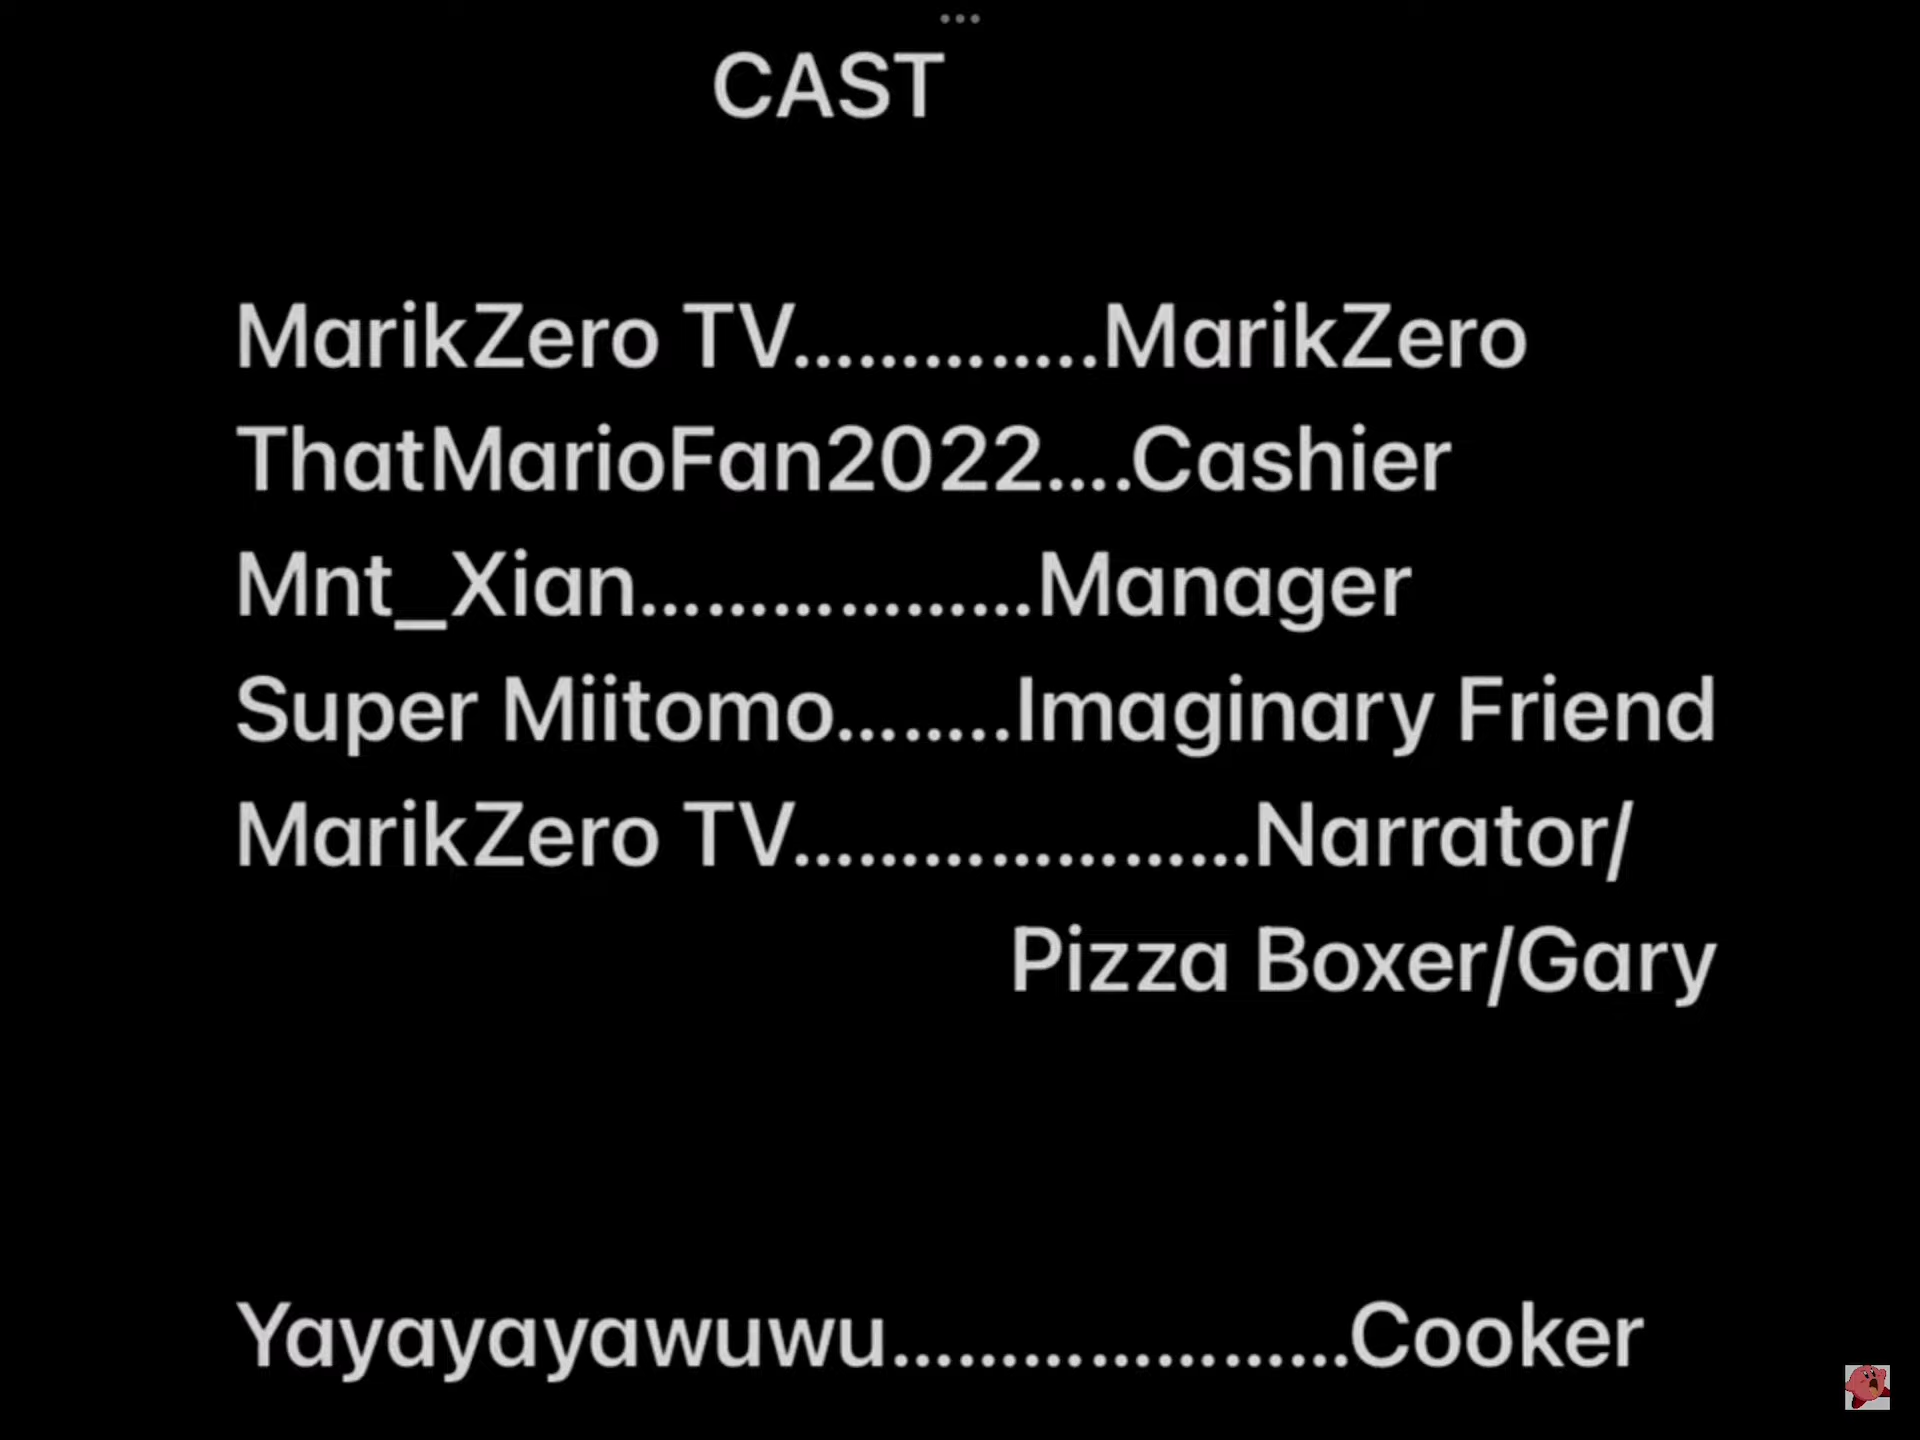 CAST
MarikZero TV..............MarikZero
ThatMarioFan2022....Cashier
Mnt_Xian..................Manager
Super Miitomo........Imaginary Friend
MarikZero TV.....................Narrator/
Pizza Boxer/Gary
Yayayayawuwu.....................Cooker